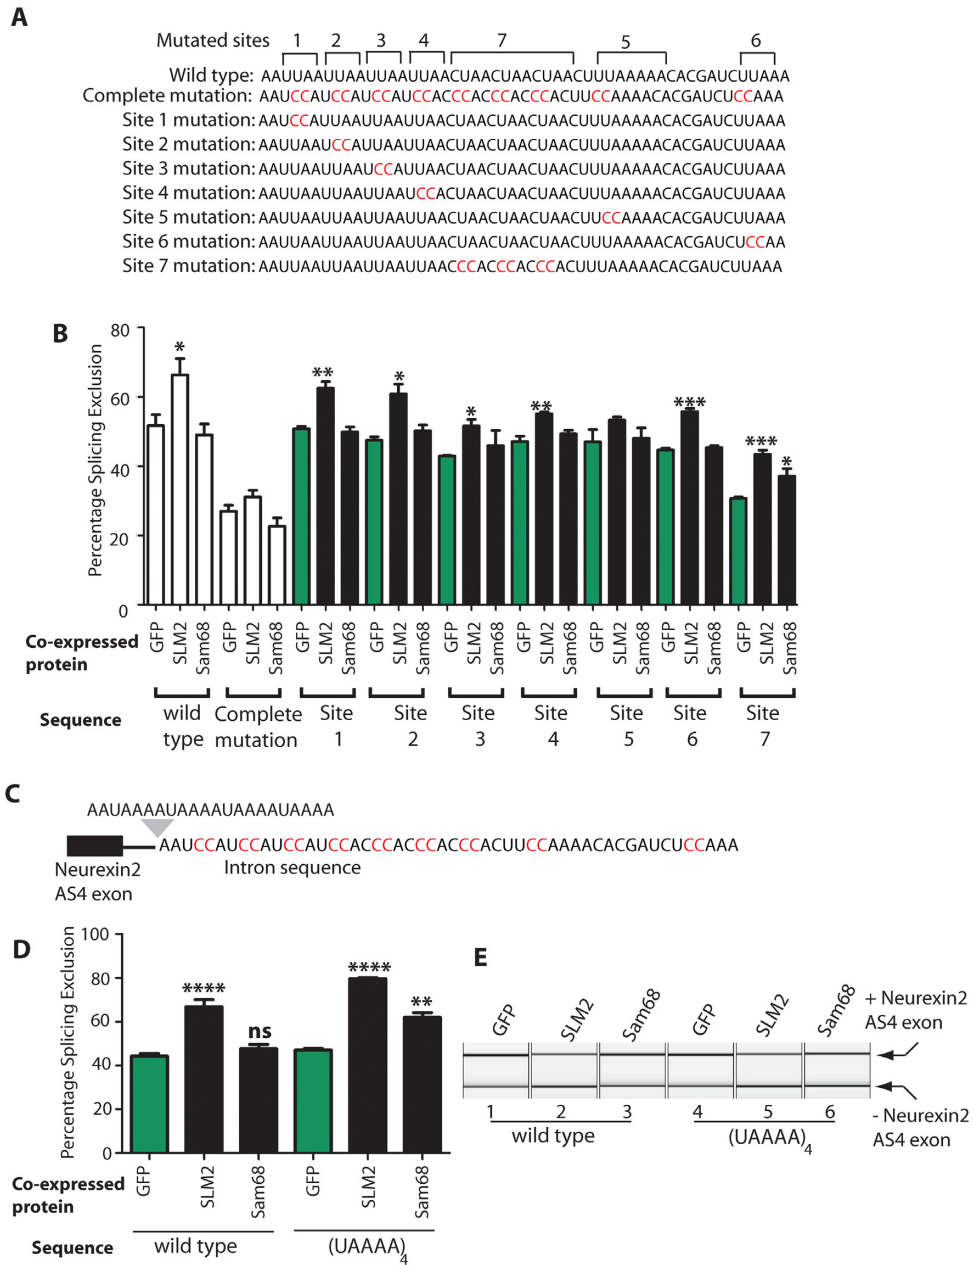 A
Mutated sites 1 2 3 4 7 5 6
Wild type: AAUUAAUUAAUUAAUUAACUAACUAACUAACUUUAAAAACACGAUCUUAAA
Complete mutation: AAUCCAUCCAUCCAUCCACCCACCCACCCACUUCCAAAACACGAUCUCCAAA
Site 1 mutation: AAUCCAUUAAUUAAUUAACUAACUAACUAACUUUAAAAACACGAUCUUAAA
Site 2 mutation: AAUUAAUCCAUUAAUUAACUAACUAACUAACUUUAAAAACACGAUCUUAAA
Site 3 mutation: AAUUAAUUAAUCCAUUAACUAACUAACUAACUUUAAAAACACGAUCUUAAA
Site 4 mutation: AAUUAAUUAAUUAAUCCACUAACUAACUAACUUUAAAAACACGAUCUUAAA
Site 5 mutation: AAUUAAUUAAUUAAUUAACUAACUAACUAACUUCCAAAACACGAUCUUAAA
Site 6 mutation: AAUUAAUUAAUUAAUUAACUAACUAACUAACUUUAAAAACACGAUCUUCCAA
Site 7 mutation: AAUUAAUUAAUUAAUUAACCCACCCACCCACUUUAAAAACACGAUCUUAAA
B
Percentage Splicing Exclusion
80
60
40
20
0
* ** * * ** *** *** *
Co-expressed protein
GFP SLM2 Sam68 GFP SLM2 Sam68 GFP SLM2 Sam68 GFP SLM2 Sam68 GFP SLM2 Sam68 GFP SLM2 Sam68 GFP SLM2 Sam68 GFP SLM2 Sam68 GFP SLM2 Sam68
Sequence
wild type
Complete mutation
Site 1
Site 2
Site 3
Site 4
Site 5
Site 6
Site 7
C
AAUAAAAUAAAAUAAAAUAAAA
AAUCCAUCCAUCCAUCCACCCACCCACCCACUUCCAAAACACGAUCUCCAAA
Neurexin2
AS4 exon
Intron sequence
D
Percentage Splicing Exclusion
100
80
60
40
20
0
**** ns **** **
Co-expressed protein
GFP SLM2 Sam68 GFP SLM2 Sam68
Sequence
wild type
(UAAAA)4
E
GFP SLM2 Sam68 GFP SLM2 Sam68
+ Neurexin2
AS4 exon
1 2 3 4 5 6
wild type (UAAAA)4
- Neurexin2
AS4 exon